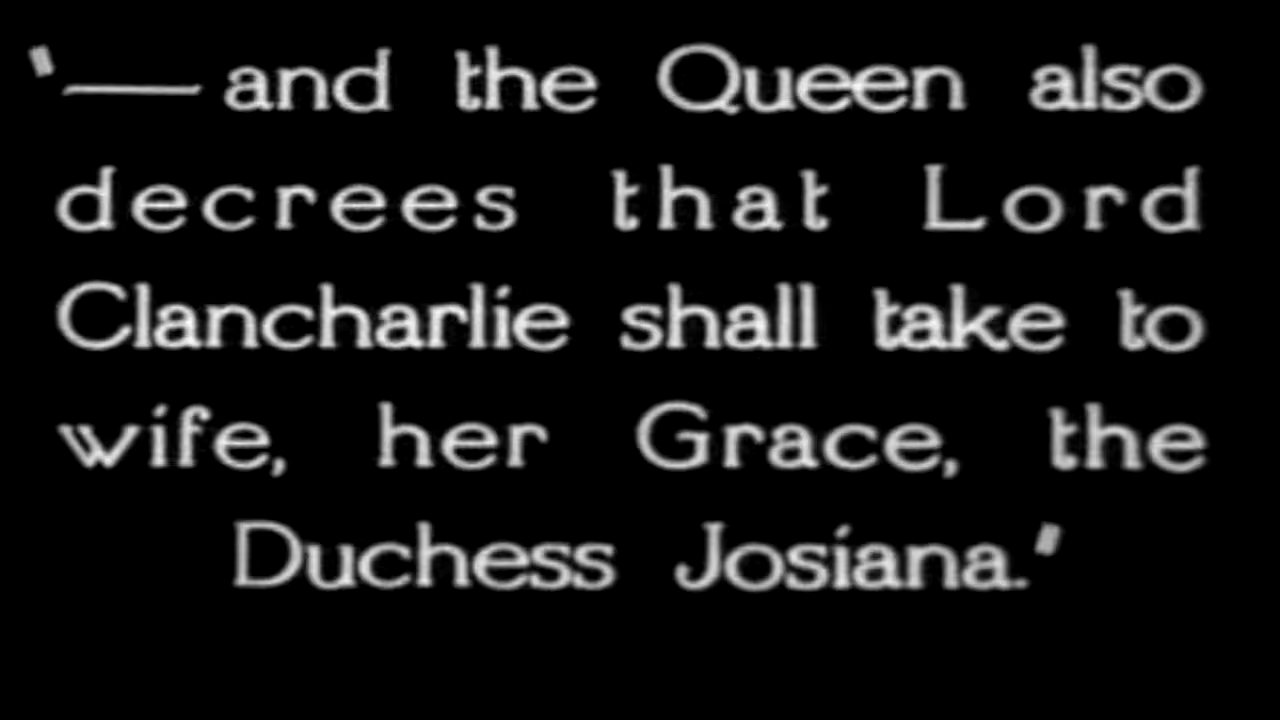 '—and the Queen also
decrees that Lord
Clancharlie shall take to
wife, her Grace, the
Duchess Josiana.'